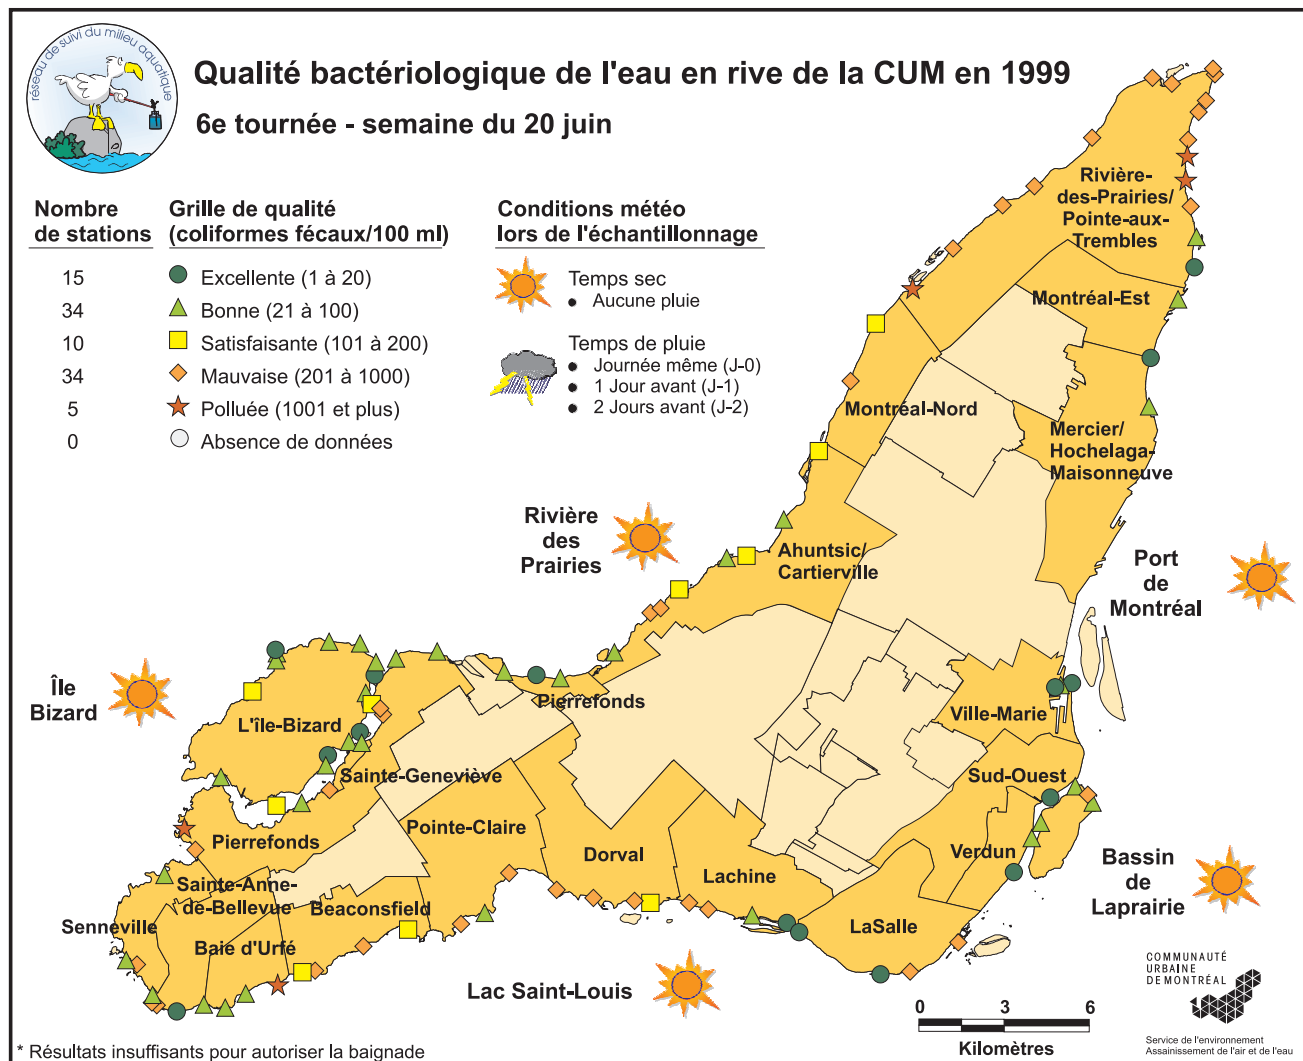 réseau de suivi du milieu aquatique
Qualité bactériologique de l'eau en rive de la CUM en 1999
6e tournée - semaine du 20 juin
Nombre
de stations
Grille de qualité
(coliformes fécaux/100 ml)
Conditions météo
lors de l'échantillonnage
15
Excellente (1 à 20)
34
Bonne (21 à 100)
10
Satisfaisante (101 à 200)
34
Mauvaise (201 à 1000)
5
Polluée (1001 et plus)
0
Absence de données
Temps sec
• Aucune pluie
Temps de pluie
• Journée même (J-0)
• 1 Jour avant (J-1)
• 2 Jours avant (J-2)
Rivière-
des-Prairies/
Pointe-aux-
Trembles
Montréal-Est
Montréal-Nord
Mercier/
Hochelaga-
Maisonneuve
Rivière
des
Prairies
Ahuntsic/
Cartierville
Port
de
Montréal
Île
Bizard
L'île-Bizard
Pierrefonds
Ville-Marie
Sainte-Geneviève
Sud-Ouest
Pierrefonds
Pointe-Claire
Dorval
Verdun
Lachine
Bassin
de
Laprairie
Sainte-Anne-
de-Bellevue
Beaconsfield
Senneville
Baie d'Urfé
LaSalle
Lac Saint-Louis
COMMUNAUTÉ
URBAINE
DE MONTRÉAL
0 3 6
Kilomètres
Service de l'environnement
Assainissement de l'air et de l'eau
* Résultats insuffisants pour autoriser la baignade